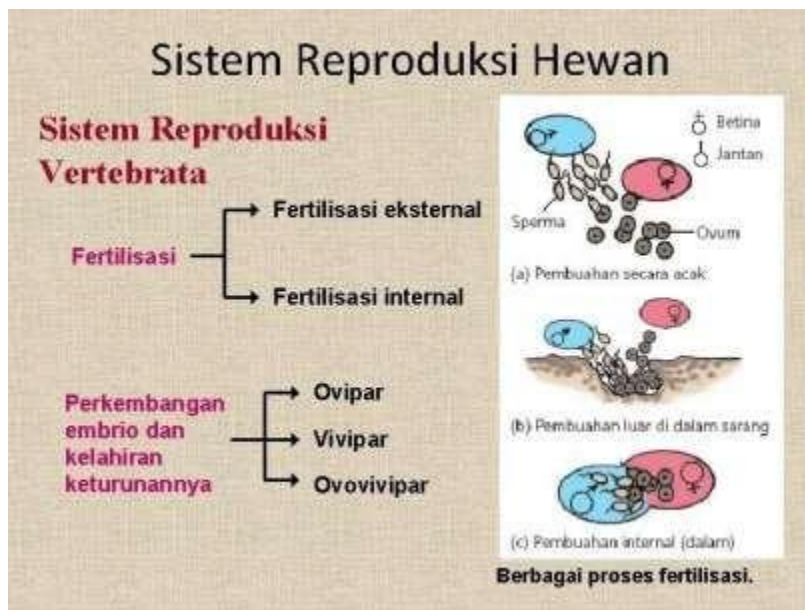 Sistem Reproduksi Hewan
Sistem Reproduksi
Vertebrata
Fertilisasi
Fertilisasi eksternal
Fertilisasi internal
Perkembangan
embrio dan
kelahiran
keturunannya
Ovipar
Vivipar
Ovovivipar
Betina
Jantan
Sperma
Ovum
(a) Pembuahan secara acak
(b) Pembuahan luar di dalam sarang
(c) Pembuahan internal (dalam)
Berbagai proses fertilisasi.